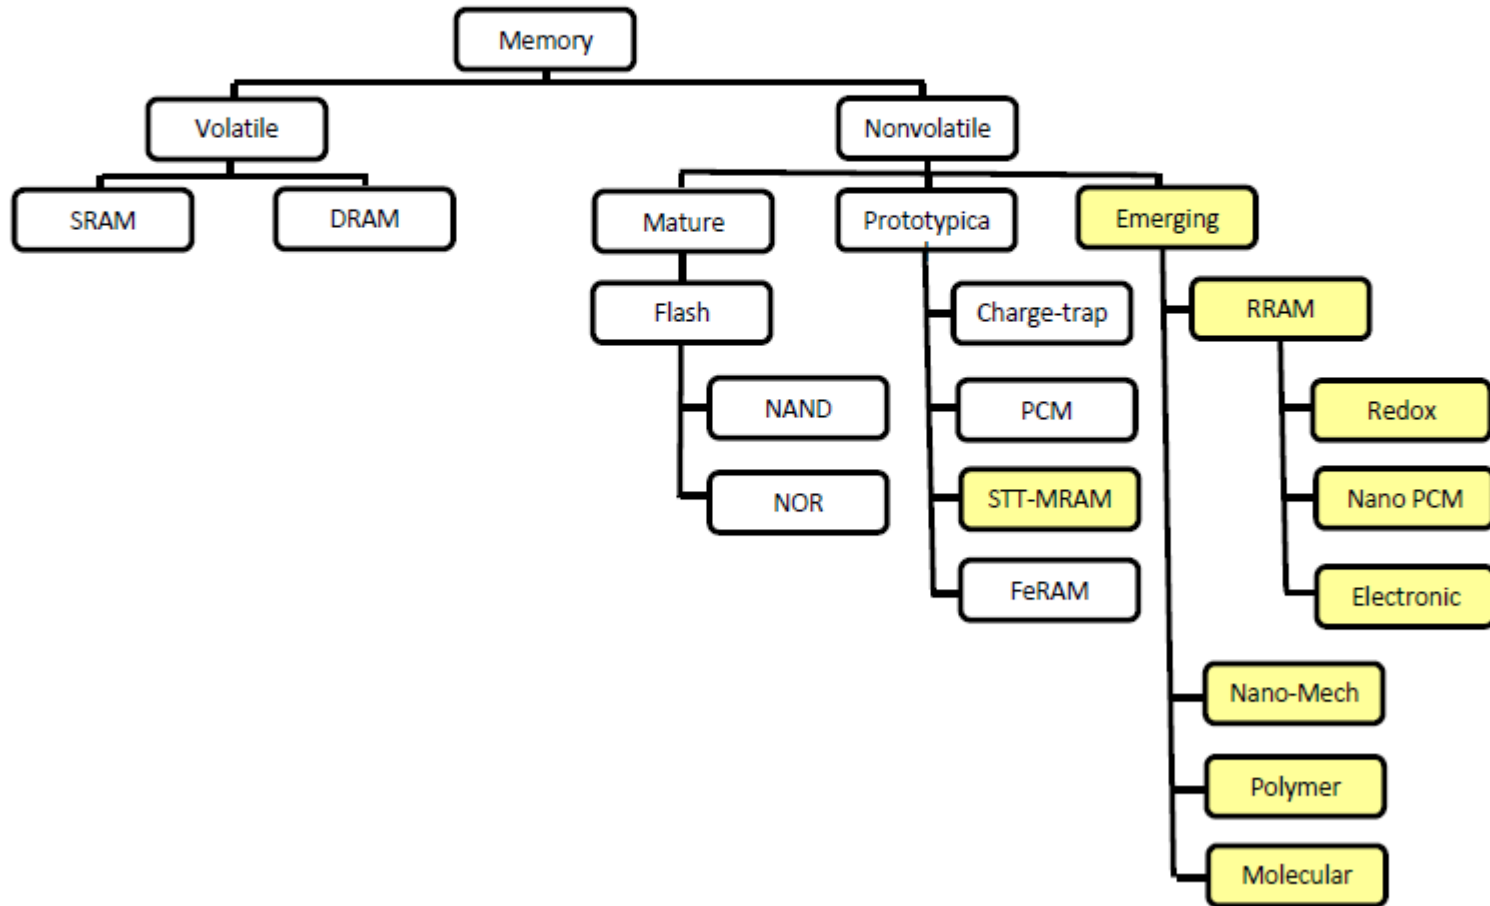 Memory
Volatile
Nonvolatile
SRAM
DRAM
Mature
Prototypica
Emerging
Flash
Charge-trap
RRAM
NAND
PCM
Redox
NOR
STT-MRAM
Nano PCM
FeRAM
Electronic
Nano-Mech
Polymer
Molecular